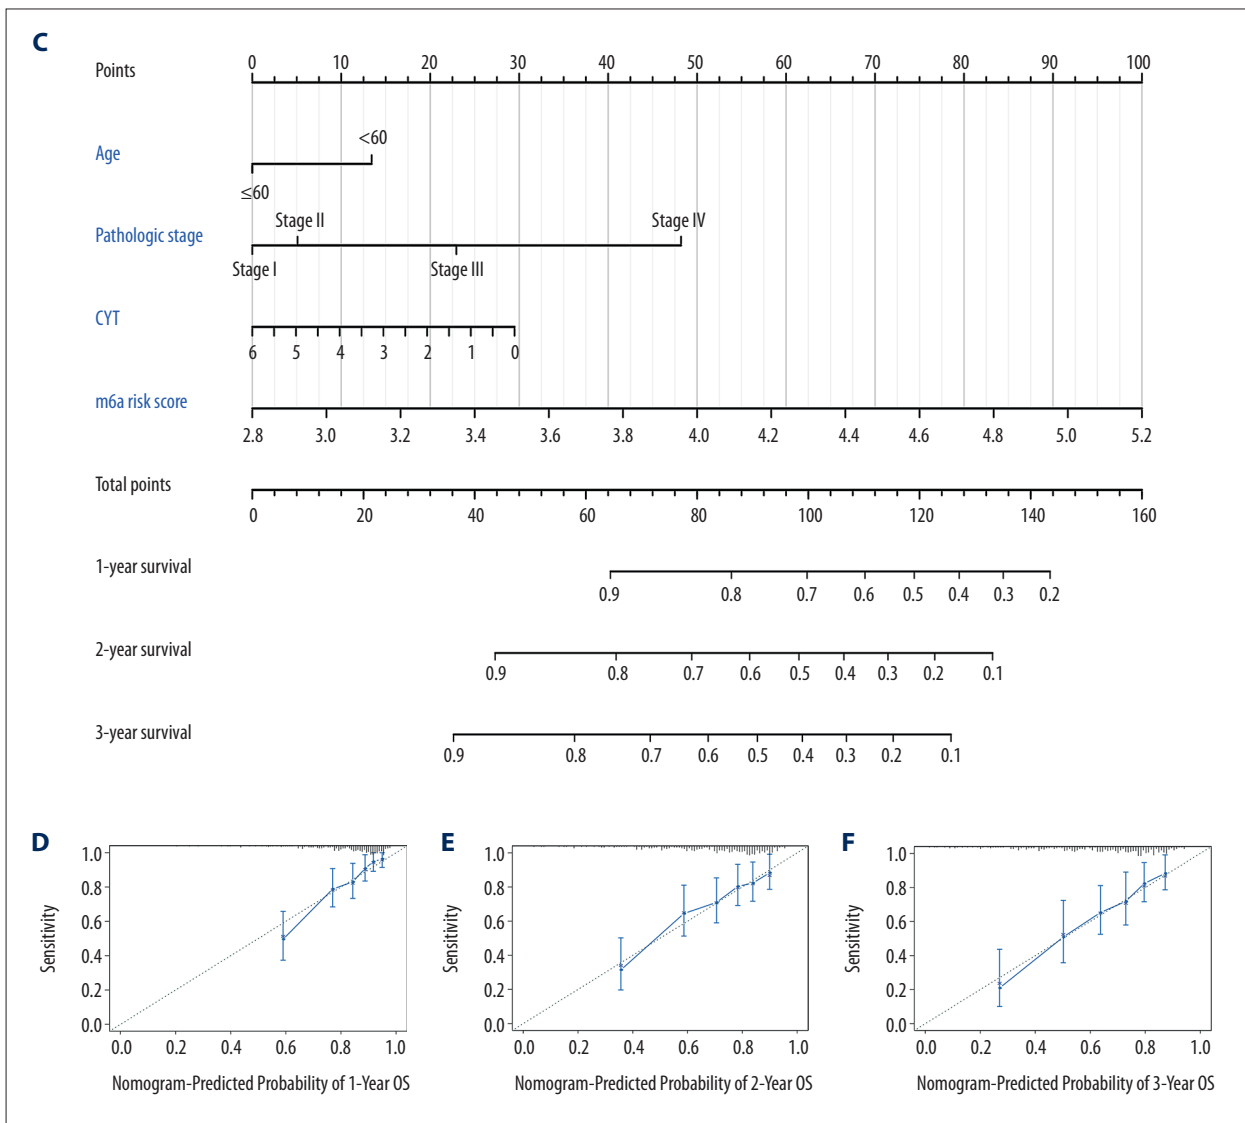 C
Points
0 10 20 30 40 50 60 70 80 90 100
Age
<60
≤60
Pathologic stage
Stage II Stage IV
Stage I Stage III
CYT
6 5 4 3 2 1 0
m6a risk score
2.8 3.0 3.2 3.4 3.6 3.8 4.0 4.2 4.4 4.6 4.8 5.0 5.2
Total points
0 20 40 60 80 100 120 140 160
1-year survival
0.9 0.8 0.7 0.6 0.5 0.4 0.3 0.2
2-year survival
0.9 0.8 0.7 0.6 0.5 0.4 0.3 0.2 0.1
3-year survival
0.9 0.8 0.7 0.6 0.5 0.4 0.3 0.2 0.1
D
Sensitivity
1.0
0.8
0.6
0.4
0.2
0.0
0.0 0.2 0.4 0.6 0.8 1.0
Nomogram-Predicted Probability of 1-Year OS
E
Sensitivity
1.0
0.8
0.6
0.4
0.2
0.0
0.0 0.2 0.4 0.6 0.8 1.0
Nomogram-Predicted Probability of 2-Year OS
F
Sensitivity
1.0
0.8
0.6
0.4
0.2
0.0
0.0 0.2 0.4 0.6 0.8 1.0
Nomogram-Predicted Probability of 3-Year OS